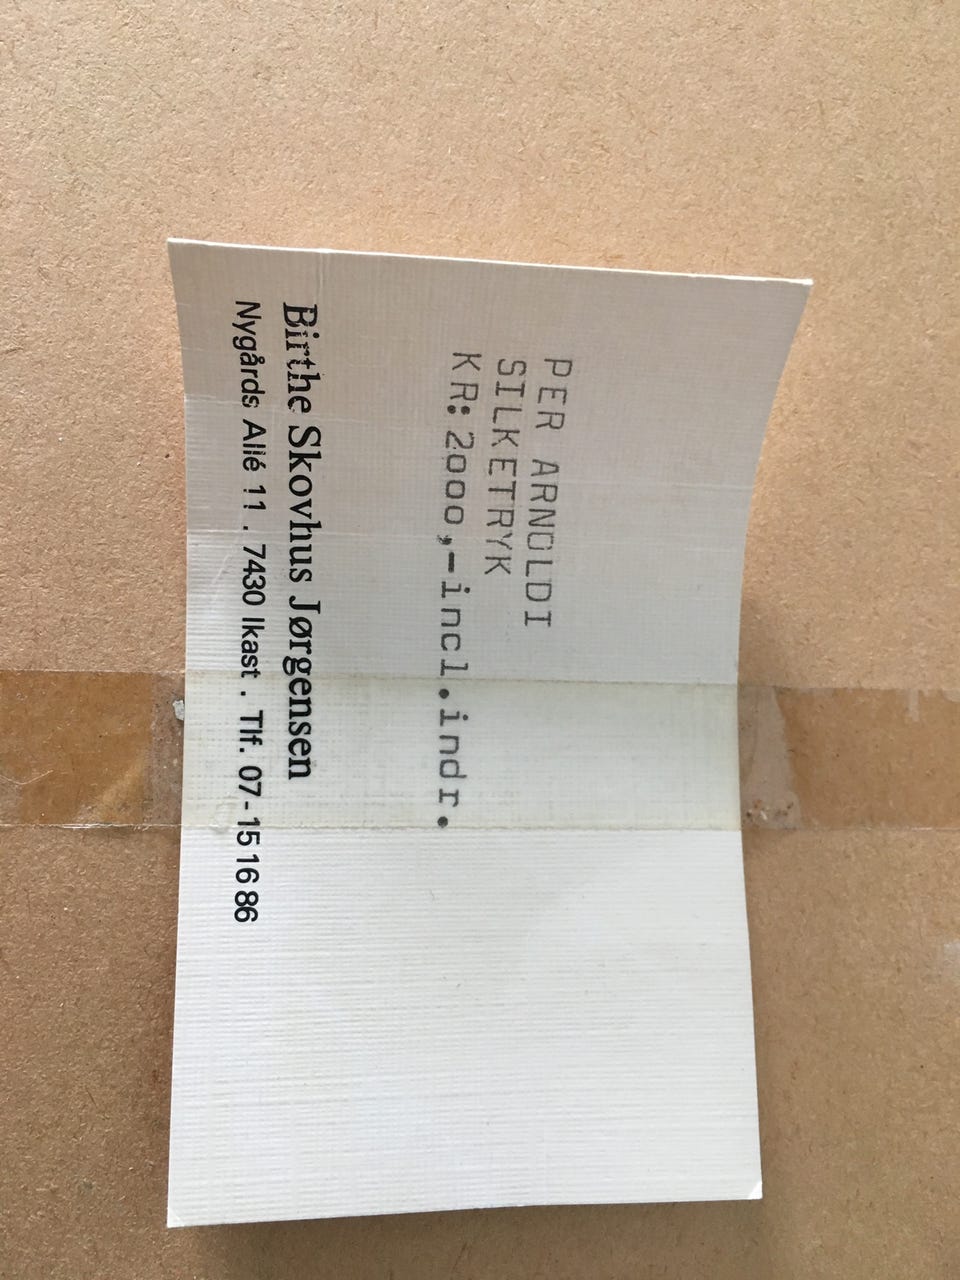 PER ARNOLDI
SILKETRYK
KR: 2000,-incl.indr.
Birthe Skovhus Jørgensen
Nygårds Allé 11 . 7430 Ikast . Tlf. 07-15 16 86